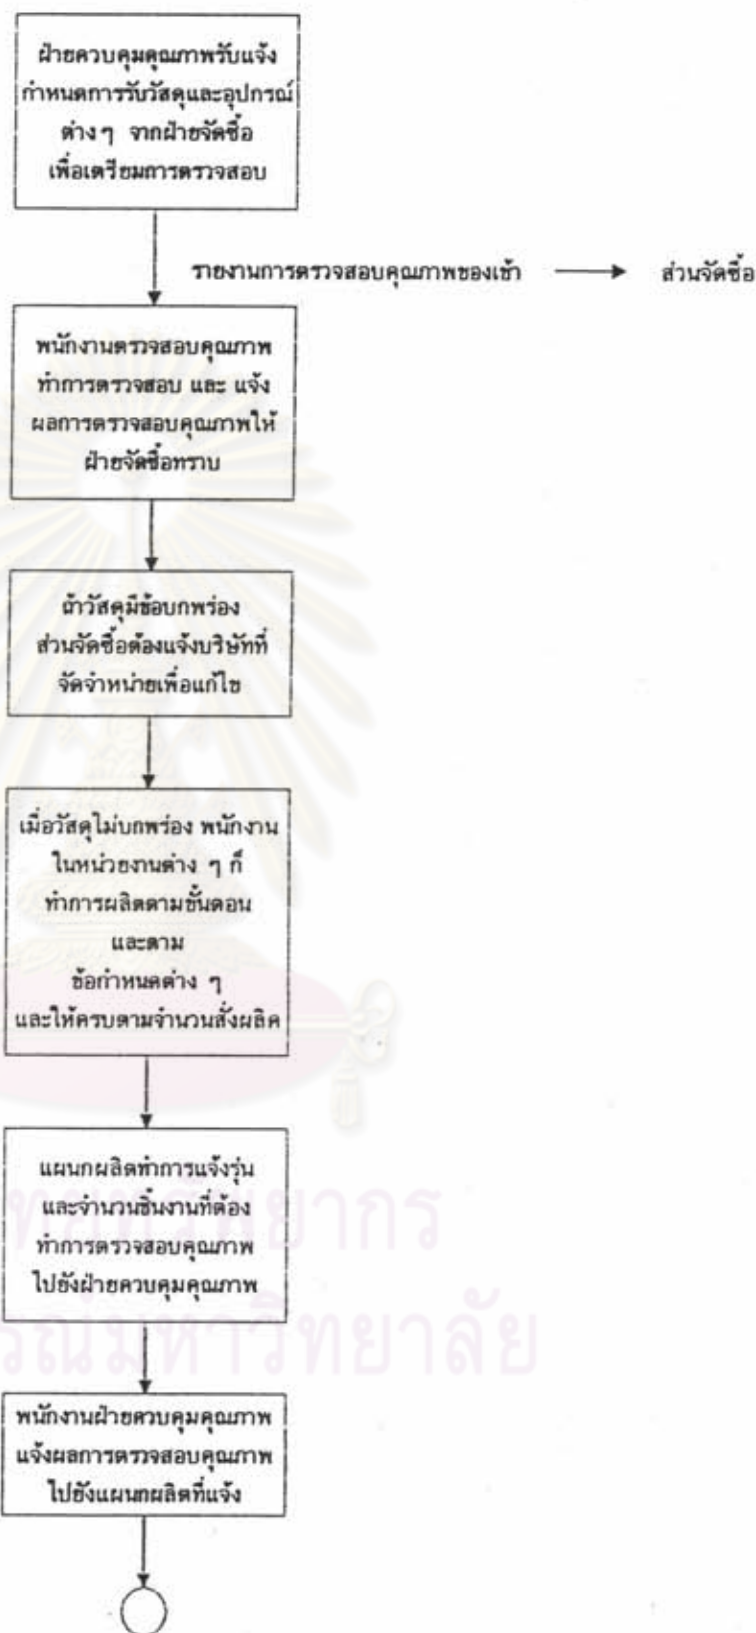 ฝ่ายควบคุมคุณภาพรับแจ้ง
กำหนดการรับวัสดุและอุปกรณ์
ต่าง ๆ จากฝ่ายจัดซื้อ
เพื่อเตรียมการตรวจสอบ
รายงานการตรวจสอบคุณภาพของเข้า ส่วนจัดซื้อ
พนักงานตรวจสอบคุณภาพ
ทำการตรวจสอบ และ แจ้ง
ผลการตรวจสอบคุณภาพให้
ฝ่ายจัดซื้อทราบ
ถ้าวัสดุมีข้อบกพร่อง
ส่วนจัดซื้อต้องแจ้งบริษัทที่
จัดจำหน่ายเพื่อแก้ไข
เมื่อวัสดุไม่บกพร่อง พนักงาน
ในหน่วยงานต่าง ๆ ก็
ทำการผลิตตามขั้นตอน
และตาม
ข้อกำหนดต่าง ๆ
และให้ครบตามจำนวนสั่งผลิต
แผนกผลิตทำการแจ้งรุ่น
และจำนวนชิ้นงานที่ต้อง
ทำการตรวจสอบคุณภาพ
ไปยังฝ่ายควบคุมคุณภาพ
พนักงานฝ่ายควบคุมคุณภาพ
แจ้งผลการตรวจสอบคุณภาพ
ไปยังแผนกผลิตที่แจ้ง